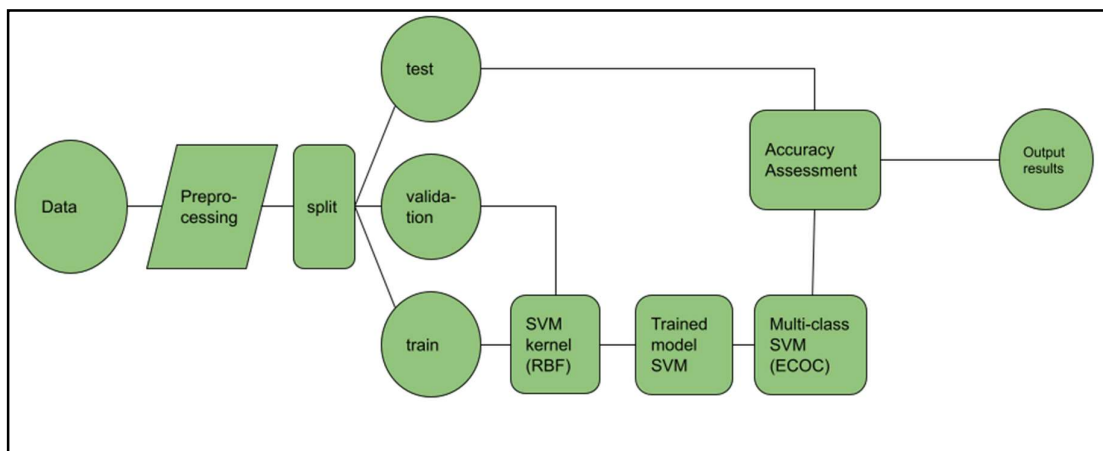 Data
Prepro-
cessing
split
test
valida-
tion
train
SVM
kernel
(RBF)
Trained
model
SVM
Multi-class
SVM
(ECOC)
Accuracy
Assessment
Output
results